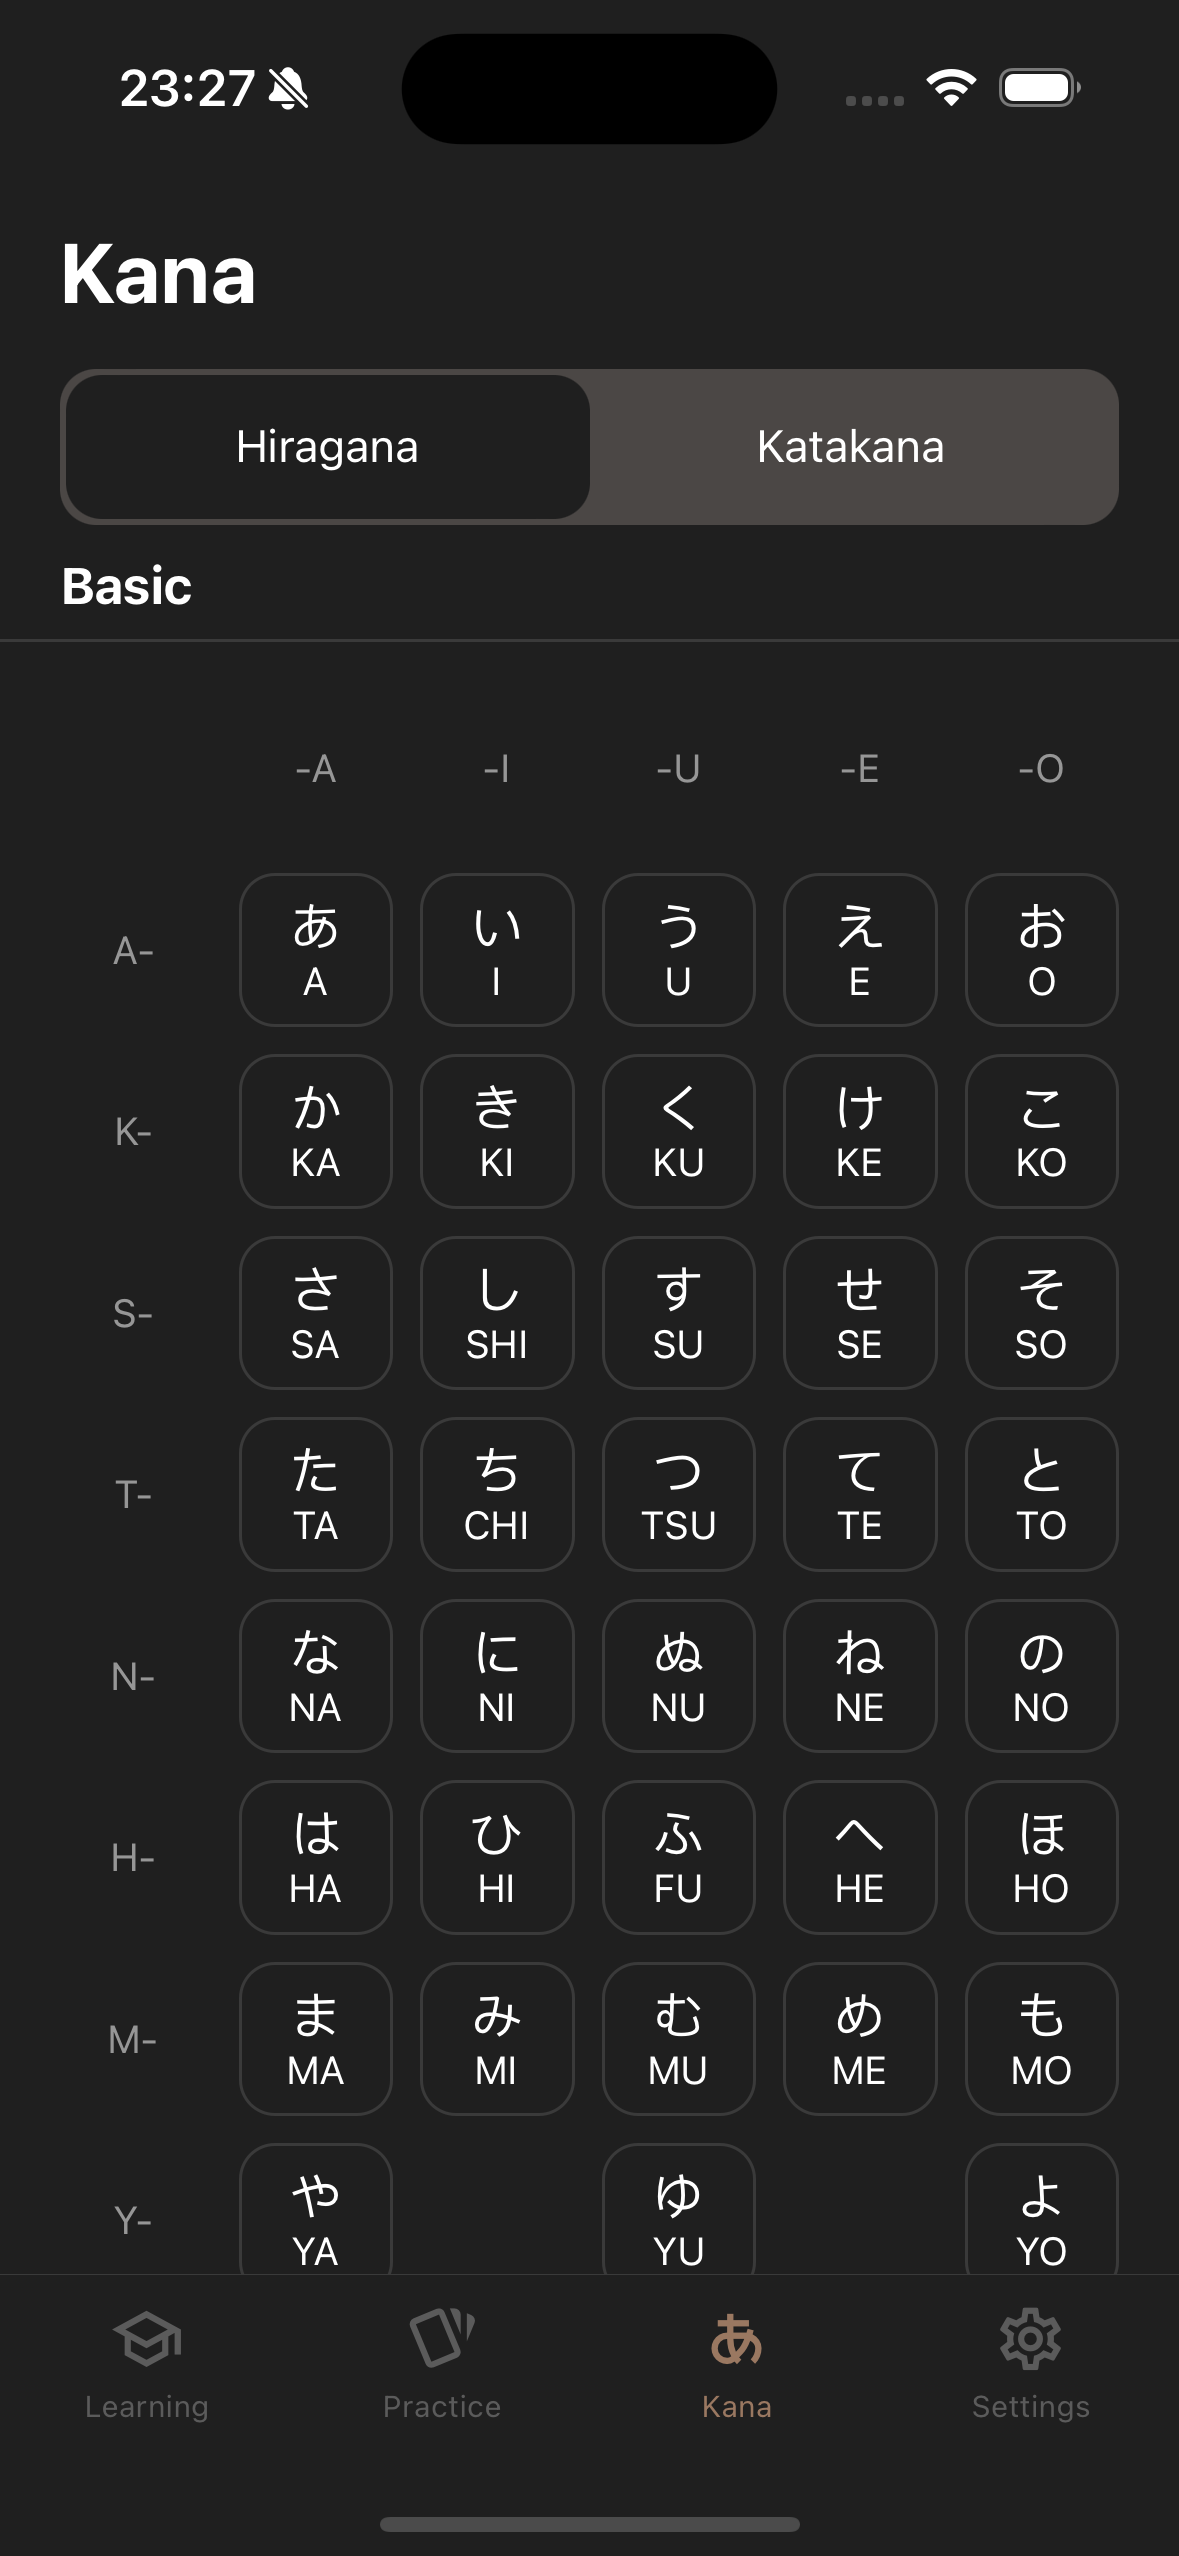 23:27
Kana
Hiragana Katakana
Basic
-A -I -U -E -O
A- あ い う え お
A I U E O
K- か き く け こ
KA KI KU KE KO
S- さ し す せ そ
SA SHI SU SE SO
T- た ち つ て と
TA CHI TSU TE TO
N- な に ぬ ね の
NA NI NU NE NO
H- は ひ ふ へ ほ
HA HI FU HE HO
M- ま み む め も
MA MI MU ME MO
Y- や ゆ よ
YA YU YO
あ
Learning Practice Kana Settings